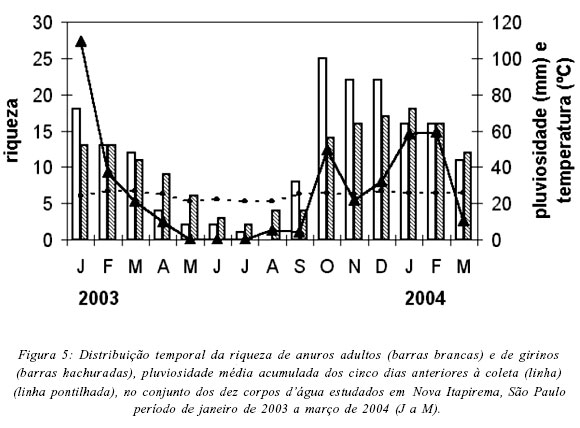 30
25
20
15
10
5
0
riqueza
120
100
80
60
40
20
0
pluviosidade (mm) e
temperatura (ºC)
J F M A M J J A S O N D J F M
2003 2004
Figura 5: Distribuição temporal da riqueza de anuros adultos (barras brancas) e de girinos
(barras hachuradas), pluviosidade média acumulada dos cinco dias anteriores à coleta (linha)
(linha pontilhada), no conjunto dos dez corpos d'água estudados em Nova Itapirema, São Paulo
período de janeiro de 2003 a março de 2004 (J a M).